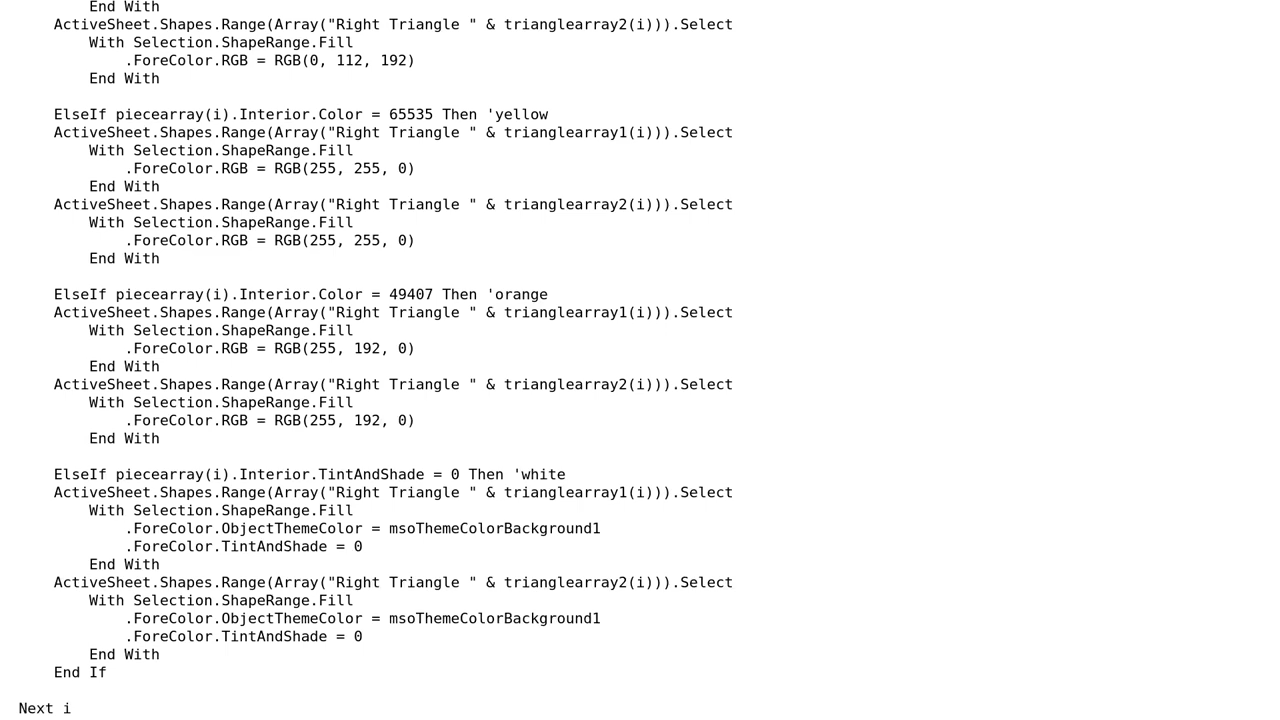 End With
ActiveSheet.Shapes.Range(Array("Right Triangle " & trianglearray2(i))).Select
With Selection.ShapeRange.Fill
.ForeColor.RGB = RGB(0, 112, 192)
End With
ElseIf piecearray(i).Interior.Color = 65535 Then 'yellow
ActiveSheet.Shapes.Range(Array("Right Triangle " & trianglearray1(i))).Select
With Selection.ShapeRange.Fill
.ForeColor.RGB = RGB(255, 255, 0)
End With
ActiveSheet.Shapes.Range(Array("Right Triangle " & trianglearray2(i))).Select
With Selection.ShapeRange.Fill
.ForeColor.RGB = RGB(255, 255, 0)
End With
ElseIf piecearray(i).Interior.Color = 49407 Then 'orange
ActiveSheet.Shapes.Range(Array("Right Triangle " & trianglearray1(i))).Select
With Selection.ShapeRange.Fill
.ForeColor.RGB = RGB(255, 192, 0)
End With
ActiveSheet.Shapes.Range(Array("Right Triangle " & trianglearray2(i))).Select
With Selection.ShapeRange.Fill
.ForeColor.RGB = RGB(255, 192, 0)
End With
ElseIf piecearray(i).Interior.TintAndShade = 0 Then 'white
ActiveSheet.Shapes.Range(Array("Right Triangle " & trianglearray1(i))).Select
With Selection.ShapeRange.Fill
.ForeColor.ObjectThemeColor = msoThemeColorBackground1
.ForeColor.TintAndShade = 0
End With
ActiveSheet.Shapes.Range(Array("Right Triangle " & trianglearray2(i))).Select
With Selection.ShapeRange.Fill
.ForeColor.ObjectThemeColor = msoThemeColorBackground1
.ForeColor.TintAndShade = 0
End With
End If
Next i